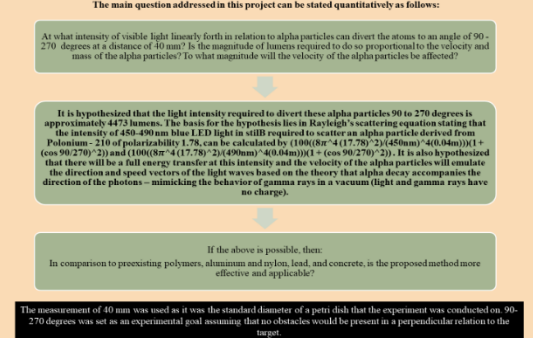 The main question addressed in this project can be stated quantitatively as follows:
At what intensity of visible light linearly forth in relation to alpha particles can divert the atoms to an angle of 90 -
270 degrees at a distance of 40 mm? Is the magnitude of lumens required to do so proportional to the velocity and
mass of the alpha particles? To what magnitude will the velocity of the alpha particles be affected?
It is hypothesized that the light intensity required to divert these alpha particles 90 to 270 degrees is
approximately 4473 lumens. The basis for the hypothesis lies in Rayleigh's scattering equation stating that
the intensity of 450-490nm blue LED light in stilB required to scatter an alpha particle derived from
Polonium - 210 of polarizability 1.78, can be calculated by (100((8π^4 (17.78)^2)/(450nm)^4(0.04m)))(1 +
(cos 90/270)^2)) and (100((8π^4 (17.78)^2)/(490nm)^4(0.04m)))(1 + (cos 90/270)^2)) . It is also hypothesized
that there will be a full energy transfer at this intensity and the velocity of the alpha particles will emulate
the direction and speed vectors of the light waves based on the theory that alpha decay accompanies the
direction of the photons – mimicking the behavior of gamma rays in a vacuum (light and gamma rays have
no charge).
If the above is possible, then:
In comparison to preexisting polymers, aluminum and nylon, lead, and concrete, is the proposed method more
effective and applicable?
The measurement of 40 mm was used as it was the standard diameter of a petri dish that the experiment was conducted on. 90-
270 degrees was set as an experimental goal assuming that no obstacles would be present in a perpendicular relation to the
target.